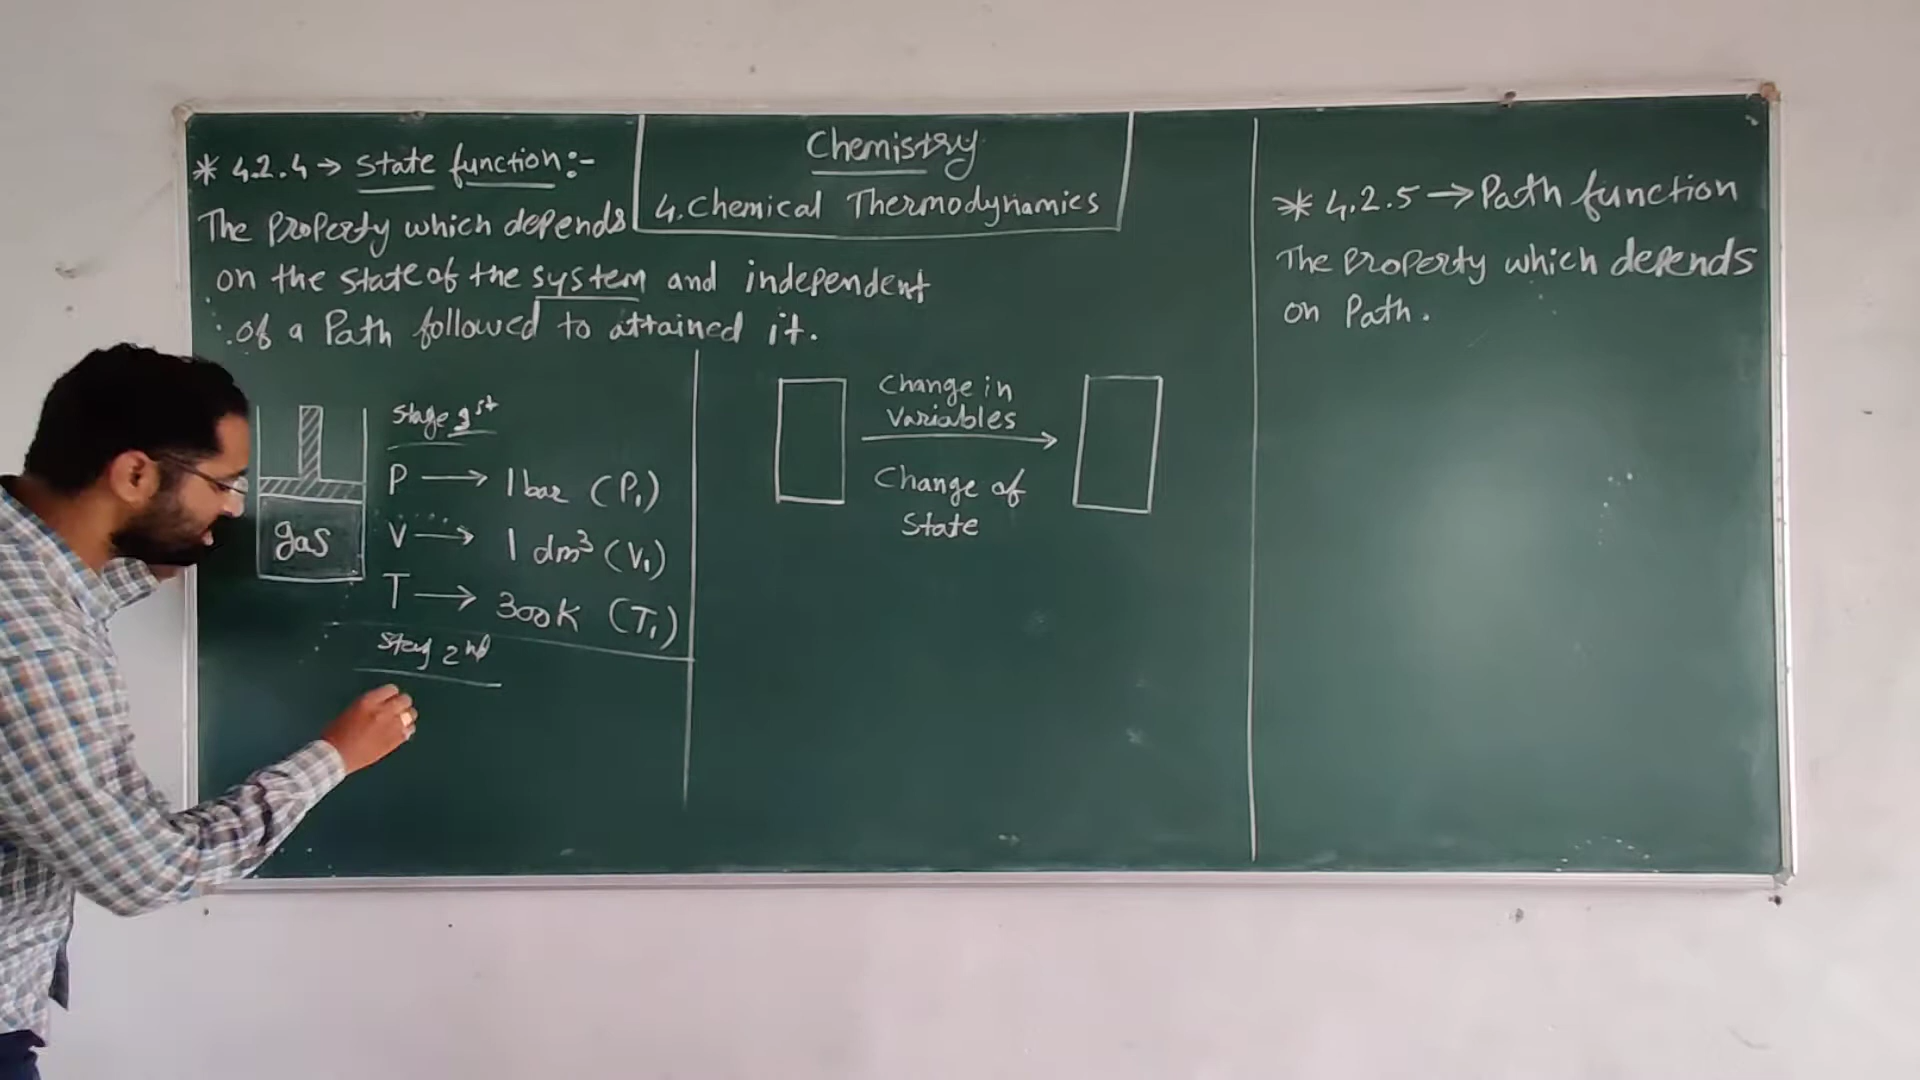 Chemistry
4. Chemical Thermodynamics
* 4.2.4 → State function:-
The Property which depends
on the state of the system and independent
of a Path followed to attained it.
gas
Stage 1st
P → 1 bar (P₁)
V → 1 dm³ (V₁)
T → 300K (T₁)
2nd
Change in
Variables
Change of
State
* 4.2.5 → Path function
The Property which depends
on Path.